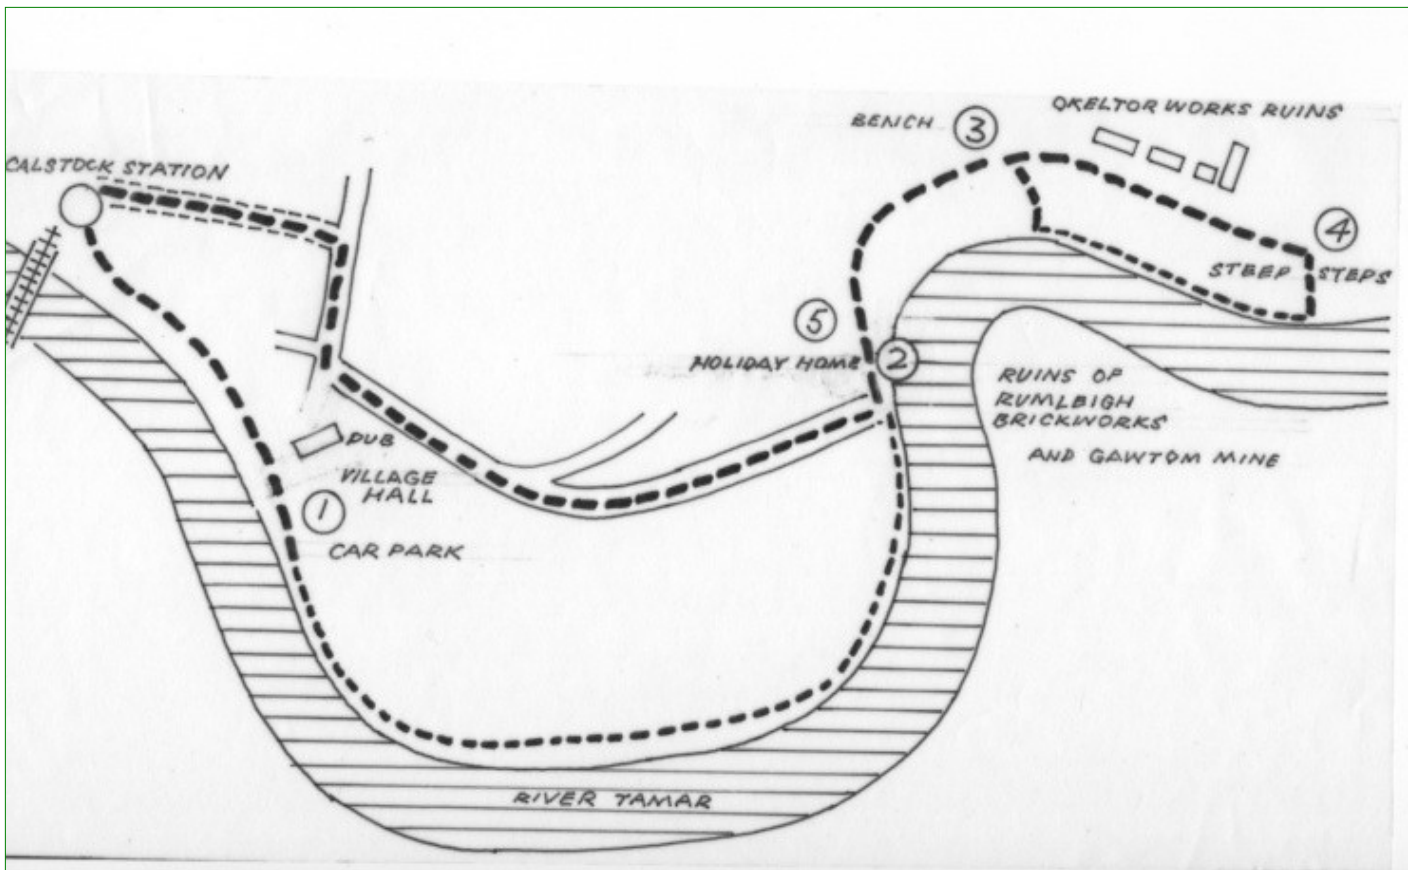 OKELTOR WORKS RUINS
BENCH
3
CALSTOCK STATION
4
STEEP STEPS
5
HOLIDAY HOME
2
RUINS OF
RUMLEIGH
BRICKWORKS
AND GAWTOM MINE
PUB
VILLAGE
HALL
1
CAR PARK
RIVER TAMAR